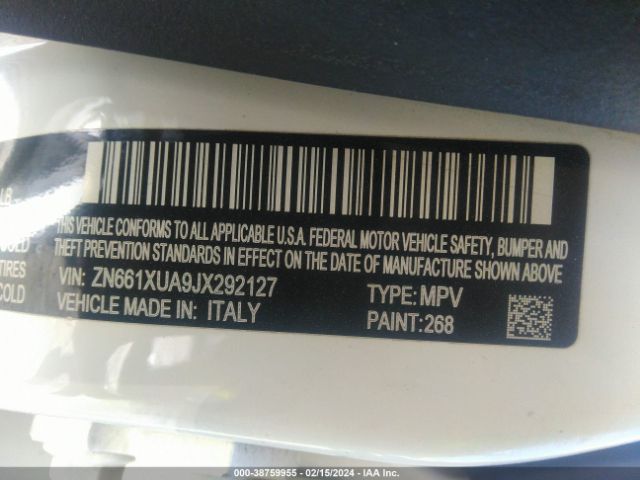 LB
THIS VEHICLE CONFORMS TO ALL APPLICABLE U.S.A. FEDERAL MOTOR VEHICLE SAFETY, BUMPER AND
THEFT PREVENTION STANDARDS IN EFFECT ON THE DATE OF MANUFACTURE SHOWN ABOVE
COLD
TIRES
COLD
VIN: ZN661XUA9JX292127
TYPE: MPV
VEHICLE MADE IN: ITALY
PAINT:268
000-38759955 - 02/15/2024 - IAA Inc.